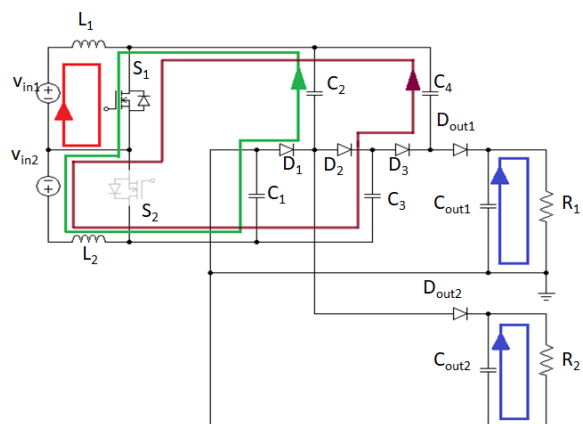 L1
Vin1
S1
C2
C4
Dout1
Vin2
D1
D2
D3
C1
C3
Cout1
R1
S2
L2
Dout2
Cout2
R2